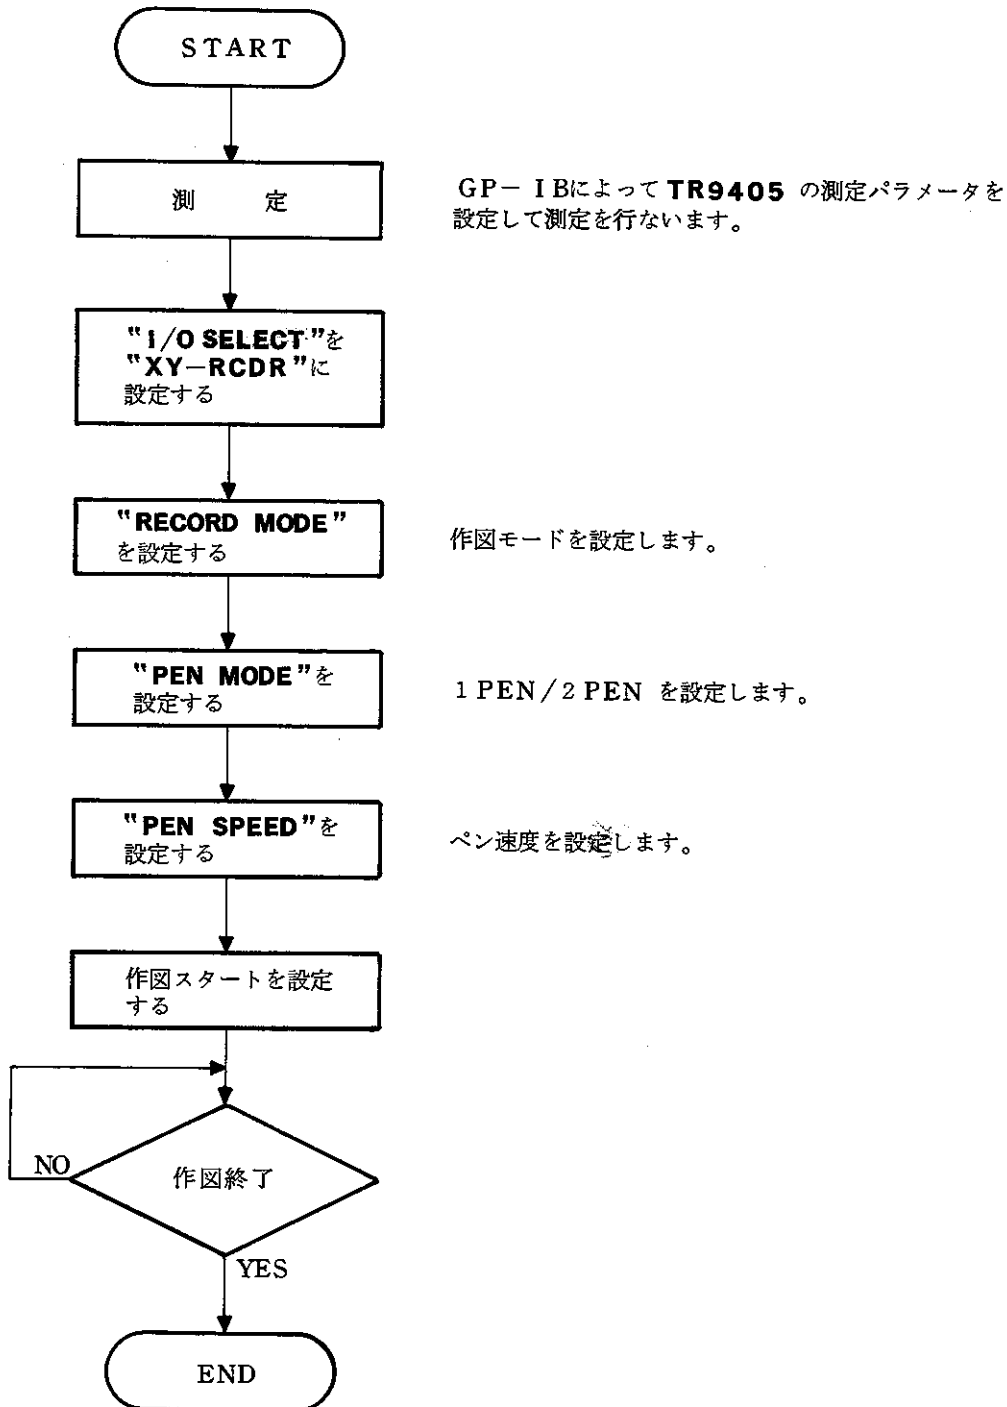 START
測 定
GP－IBによって TR9405 の測定パラメータを
設定して測定を行ないます。
"I/O SELECT"を
"XY－RCDR"に
設定する
"RECORD MODE"
を設定する
作図モードを設定します。
"PEN MODE"を
設定する
1 PEN/2 PEN を設定します。
"PEN SPEED"を
設定する
ペン速度を設定します。
作図スタートを設定
する
NO
作図終了
YES
END